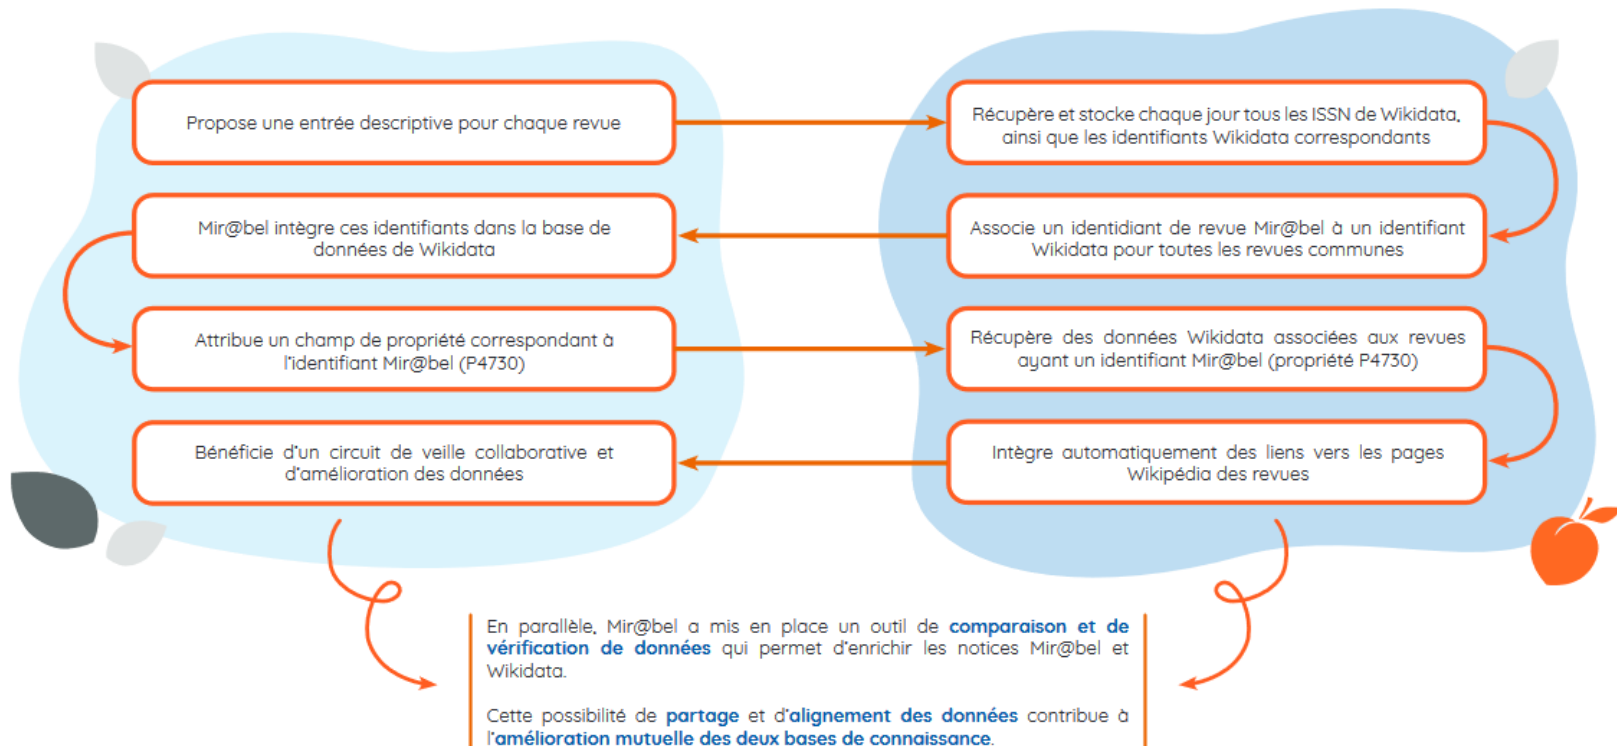 Propose une entrée descriptive pour chaque revue
Récupère et stocke chaque jour tous les ISSN de Wikidata,
ainsi que les identifiants Wikidata correspondants
Mir@bel intègre ces identifiants dans la base de
données de Wikidata
Associe un identidiant de revue Mir@bel à un identifiant
Wikidata pour toutes les revues communes
Attribue un champ de propriété correspondant à
l'identifiant Mir@bel (P4730)
Récupère des données Wikidata associées aux revues
ayant un identifiant Mir@bel (propriété P4730)
Bénéficie d'un circuit de veille collaborative et
d'amélioration des données
Intègre automatiquement des liens vers les pages
Wikipédia des revues
En parallèle, Mir@bel a mis en place un outil de comparaison et de
vérification de données qui permet d'enrichir les notices Mir@bel et
Wikidata.
Cette possibilité de partage et d'alignement des données contribue à
l'amélioration mutuelle des deux bases de connaissance.